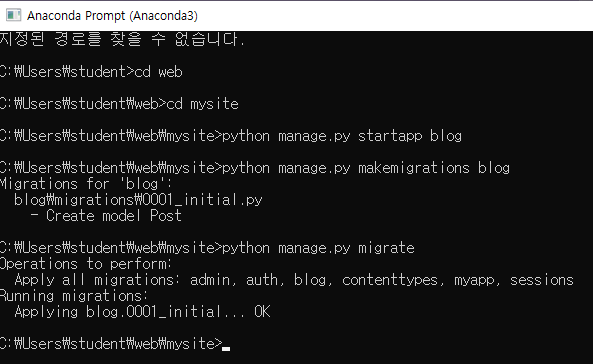 Anaconda Prompt (Anaconda3)
지정된 경로를 찾을 수 없습니다.
C:₩Users₩student>cd web
C:₩Users₩student₩web>cd mysite
C:₩Users₩student₩web₩mysite>python manage.py startapp blog
C:₩Users₩student₩web₩mysite>python manage.py makemigrations blog
Migrations for 'blog':
  blog₩migrations₩0001_initial.py
    - Create model Post
C:₩Users₩student₩web₩mysite>python manage.py migrate
Operations to perform:
  Apply all migrations: admin, auth, blog, contenttypes, myapp, sessions
Running migrations:
  Applying blog.0001_initial... OK
C:₩Users₩student₩web₩mysite>